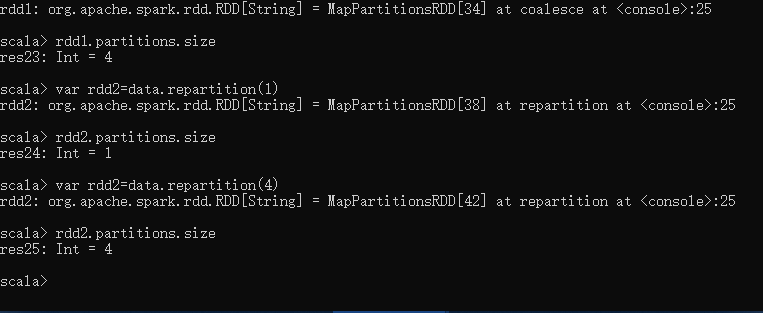 rdd1: org.apache.spark.rdd.RDD[String] = MapPartitionsRDD[34] at coalesce at <console>:25
scala> rdd1.partitions.size
res23: Int = 4
scala> var rdd2=data.repartition(1)
rdd2: org.apache.spark.rdd.RDD[String] = MapPartitionsRDD[38] at repartition at <console>:25
scala> rdd2.partitions.size
res24: Int = 1
scala> var rdd2=data.repartition(4)
rdd2: org.apache.spark.rdd.RDD[String] = MapPartitionsRDD[42] at repartition at <console>:25
scala> rdd2.partitions.size
res25: Int = 4
scala>